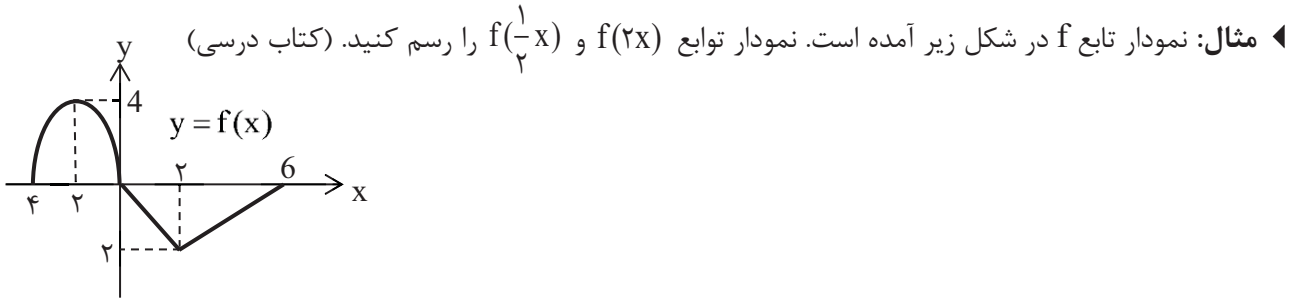 مثال: نمودار تابع f در شکل زیر آمده است. نمودار توابع f(۲x) و f(۱/۲ x) را رسم کنید. (کتاب درسی)
y
4
y = f(x)
۲ 6
x
۴ ۲
۲